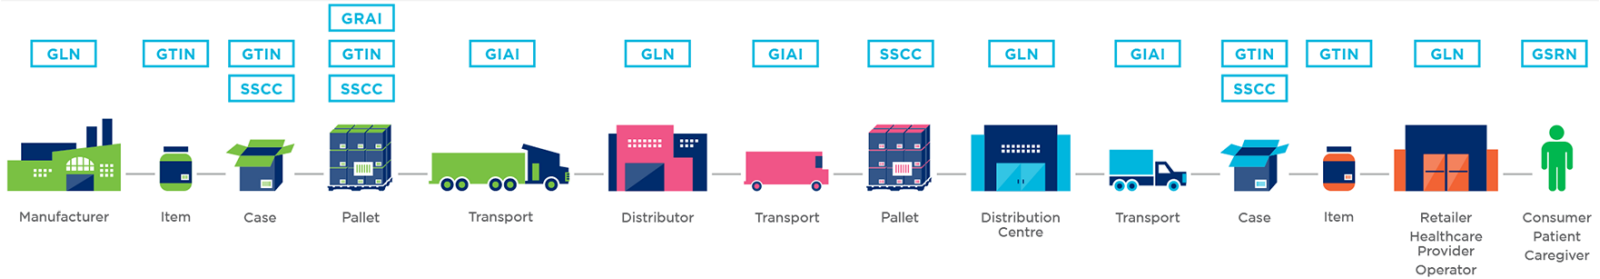 GRAI
GLN GTIN GTIN GTIN GIAI GLN GIAI SSCC GLN GIAI GTIN GTIN GLN GSRN
SSCC SSCC SSCC
Manufacturer Item Case Pallet Transport Distributor Transport Pallet Distribution Transport Case Item Retailer Consumer
Centre Healthcare Patient
Provider Caregiver
Operator